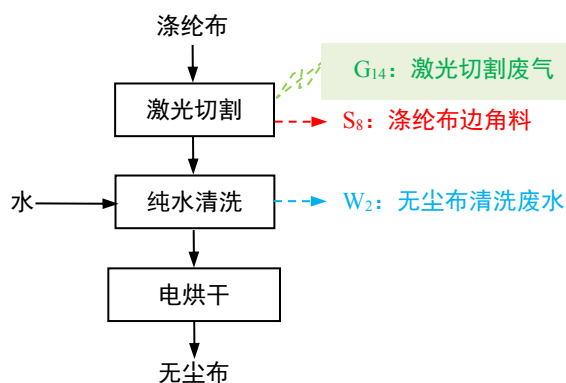 涤纶布
G₁₄：激光切割废气
激光切割
S₈：涤纶布边角料
水
纯水清洗
W₂：无尘布清洗废水
电烘干
无尘布